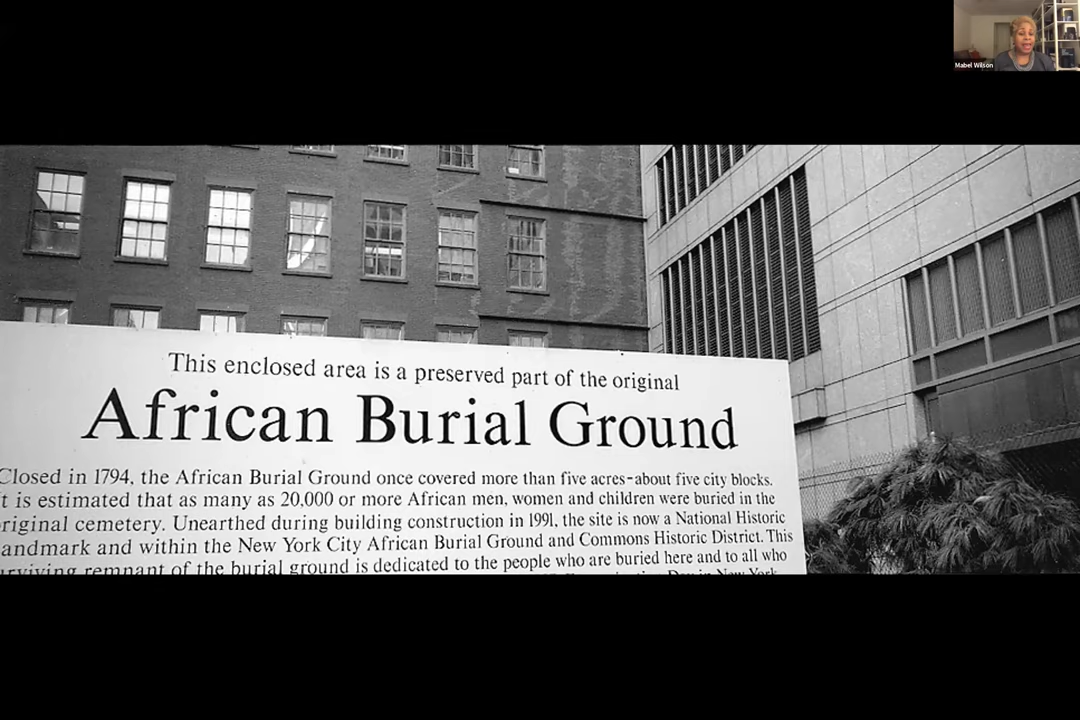 Mabel Wilson
This enclosed area is a preserved part of the original
African Burial Ground
Closed in 1794, the African Burial Ground once covered more than five acres-about five city blocks.
t is estimated that as many as 20,000 or more African men, women and children were buried in the
riginal cemetery. Unearthed during building construction in 1991, the site is now a National Historic
andmark and within the New York City African Burial Ground and Commons Historic District. This
urviving remnant of the burial ground is dedicated to the people who are buried here and to all who
Day in New York